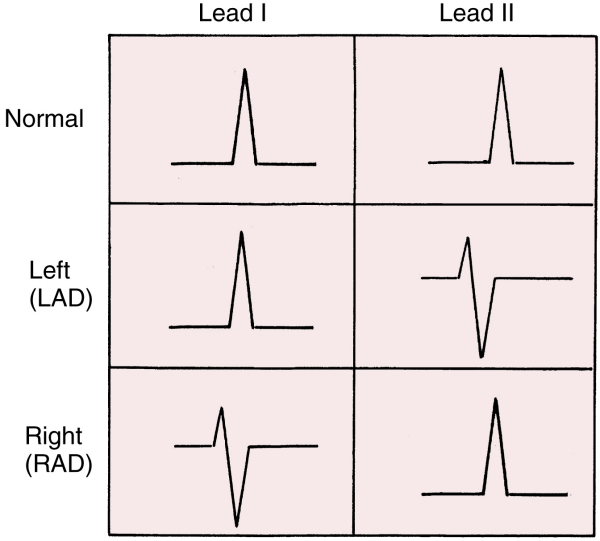 Lead I
Lead II
Normal
Left
(LAD)
Right
(RAD)